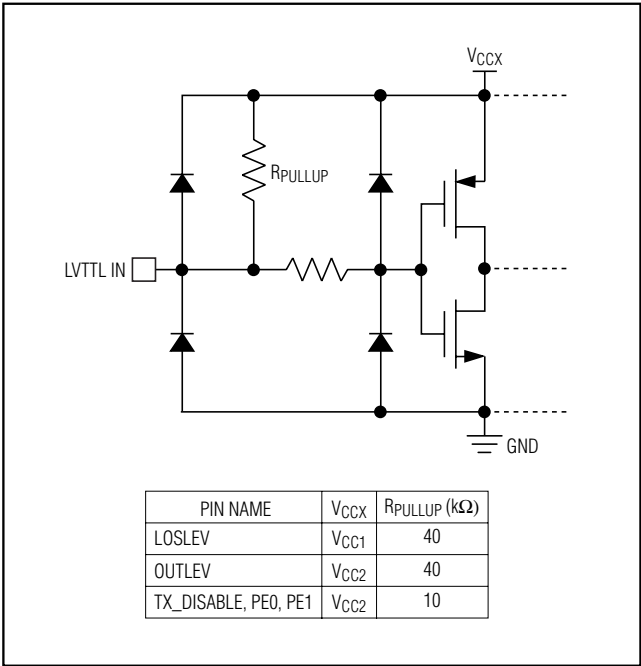 VCCX
RPULLUP
LVTTL IN
GND
PIN NAME VCCX RPULLUP (kΩ)
LOSLEV VCC1 40
OUTLEV VCC2 40
TX_DISABLE, PE0, PE1 VCC2 10